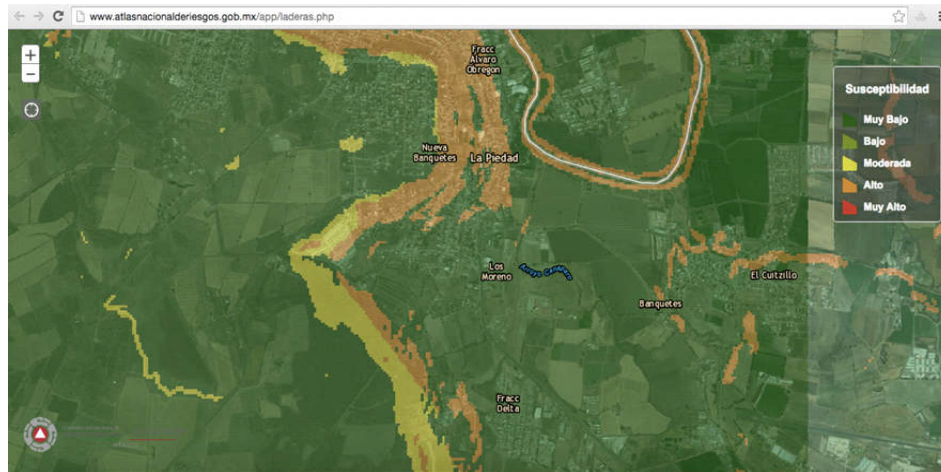 www.atlasnacionalderiesgos.gob.mx/app/laderas.php
+
−
Fracc
Alvaro
Obregon
Susceptibilidad
Muy Bajo
Bajo
Moderada
Alto
Muy Alto
Nueva
Banquetes
La Piedad
Los
Moreno
El Cuitzillo
Banquetes
Fracc
Delta